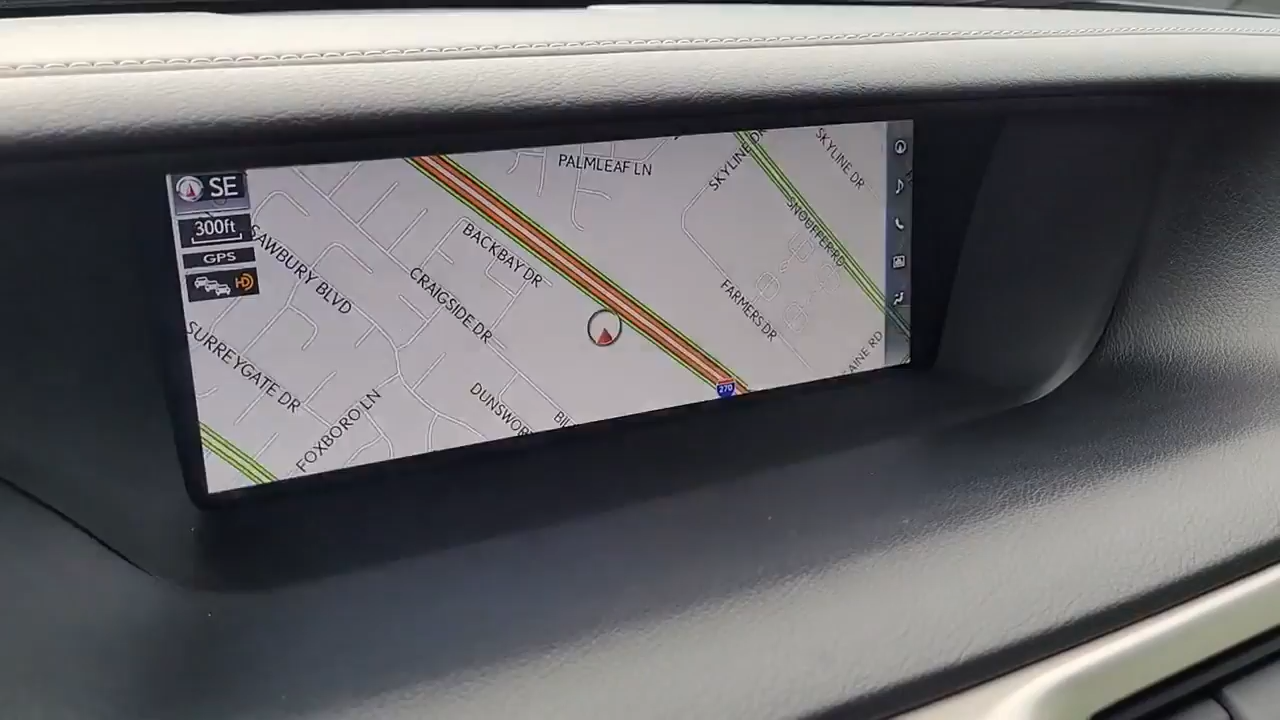 SE
300ft
GPS
HD
PALMLEAF LN
SKYLINE DR
SKYLINE DR
SNOUFFER RD
BACKBAY DR
SAWBURY BLVD
CRAIGSIDE DR
FARMERS DR
SURREYGATE DR
FOXBORO LN
270